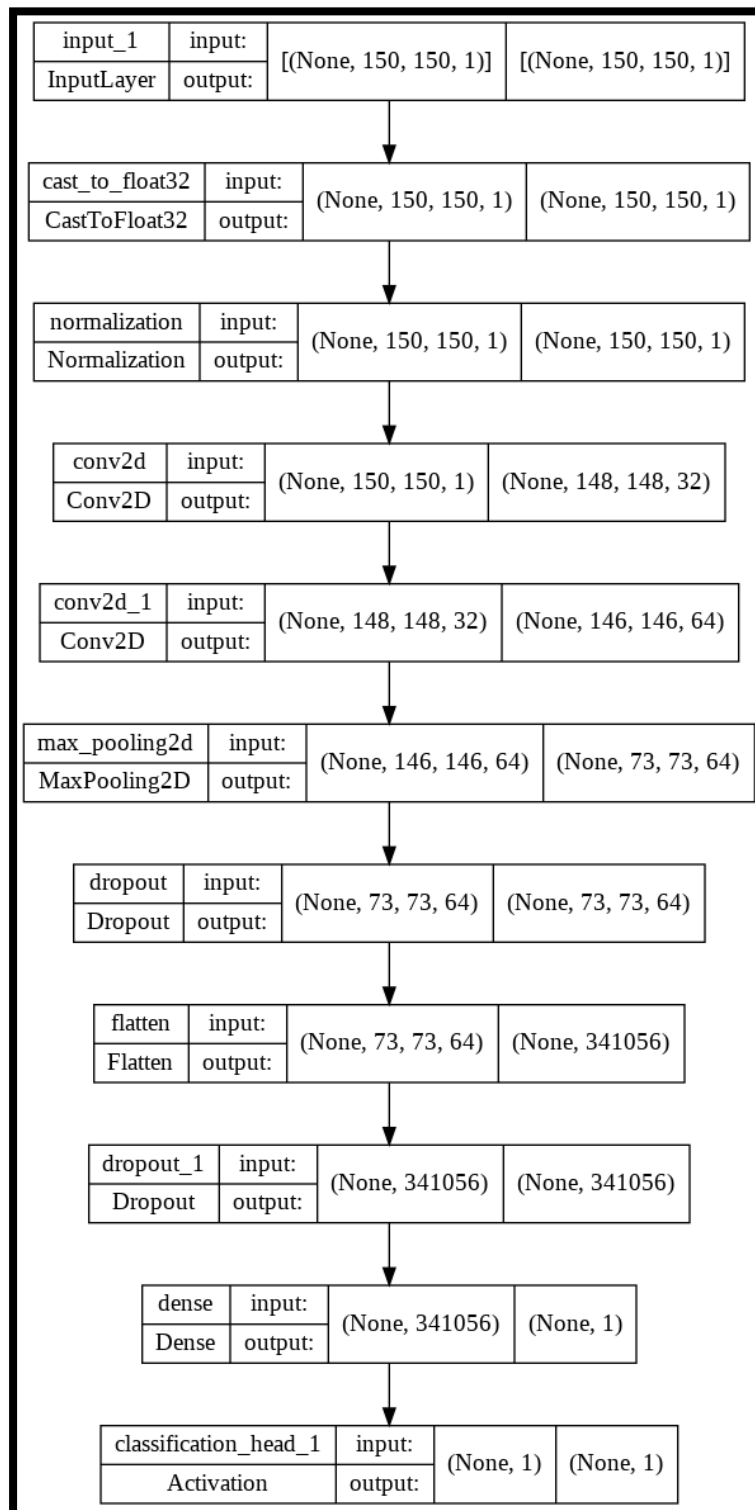 input_1 input: [(None, 150, 150, 1)] [(None, 150, 150, 1)]
InputLayer output:
cast_to_float32 input: (None, 150, 150, 1) (None, 150, 150, 1)
CastToFloat32 output:
normalization input: (None, 150, 150, 1) (None, 150, 150, 1)
Normalization output:
conv2d input: (None, 150, 150, 1) (None, 148, 148, 32)
Conv2D output:
conv2d_1 input: (None, 148, 148, 32) (None, 146, 146, 64)
Conv2D output:
max_pooling2d input: (None, 146, 146, 64) (None, 73, 73, 64)
MaxPooling2D output:
dropout input: (None, 73, 73, 64) (None, 73, 73, 64)
Dropout output:
flatten input: (None, 73, 73, 64) (None, 341056)
Flatten output:
dropout_1 input: (None, 341056) (None, 341056)
Dropout output:
dense input: (None, 341056) (None, 1)
Dense output:
classification_head_1 input: (None, 1) (None, 1)
Activation output: